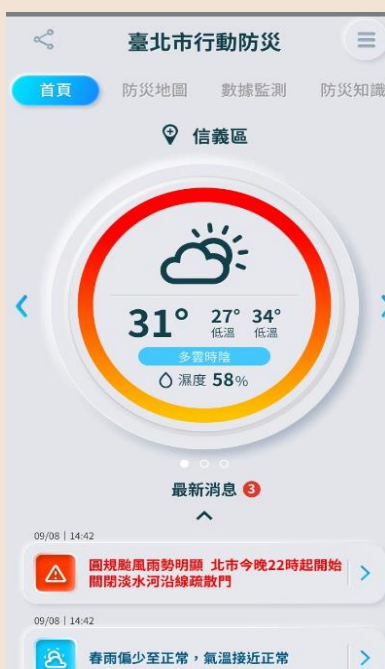 臺北市行動防災
首頁 防災地圖 數據監測 防災知識
信義區
31° 27° 34°
低溫 低溫
多雲時陰
濕度 58%
最新消息 3
09/08 | 14:42
圓規颱風雨勢明顯 北市今晚22時起開始
關閉淡水河沿線疏散門
09/08 | 14:42
春雨偏少至正常，氣溫接近正常